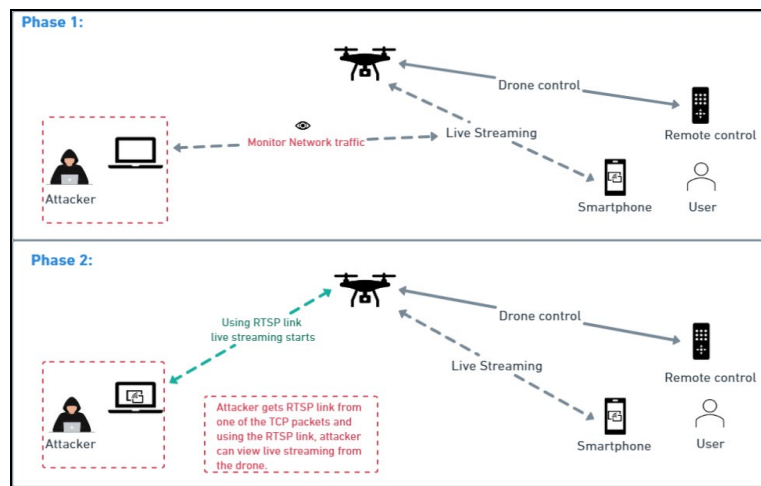 Phase 1:
Drone control
Monitor Network traffic
Live Streaming
Remote control
Attacker
Smartphone
User
Phase 2:
Using RTSP link
live streaming starts
Drone control
Live Streaming
Remote control
Attacker gets RTSP link from
one of the TCP packets and
using the RTSP link, attacker
can view live streaming from
the drone.
Attacker
Smartphone
User